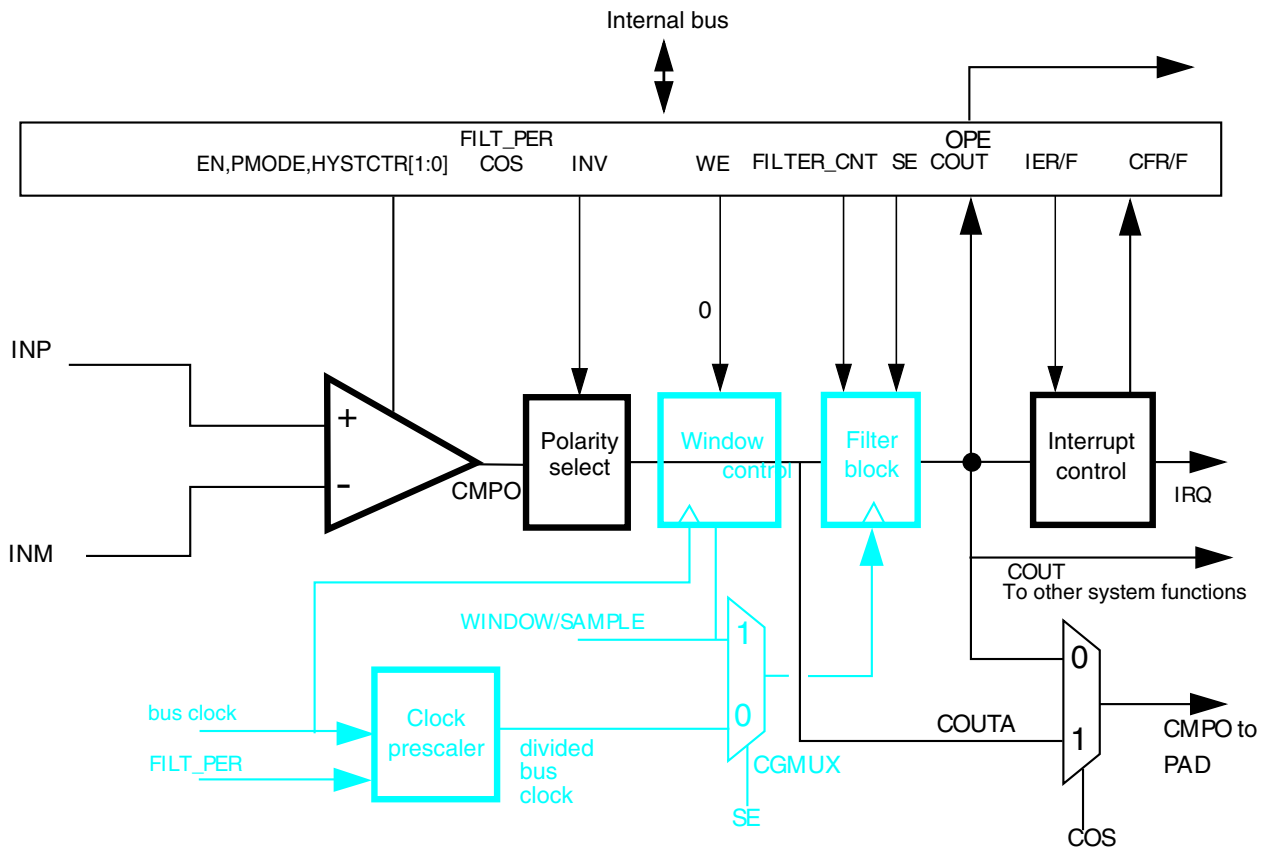 Internal bus
FILT_PER
OPE
EN,PMODE,HYSTCTR[1:0]
COS
INV
WE
FILTER_CNT
SE
COUT
IER/F
CFR/F
0
INP
+
-
INM
CMPO
Polarity
select
Window
control
Filter
block
Interrupt
control
IRQ
COUT
To other system functions
WINDOW/SAMPLE
1
0
CGMUX
SE
bus clock
FILT_PER
Clock
prescaler
divided
bus
clock
COUTA
0
1
CMPO to
PAD
COS